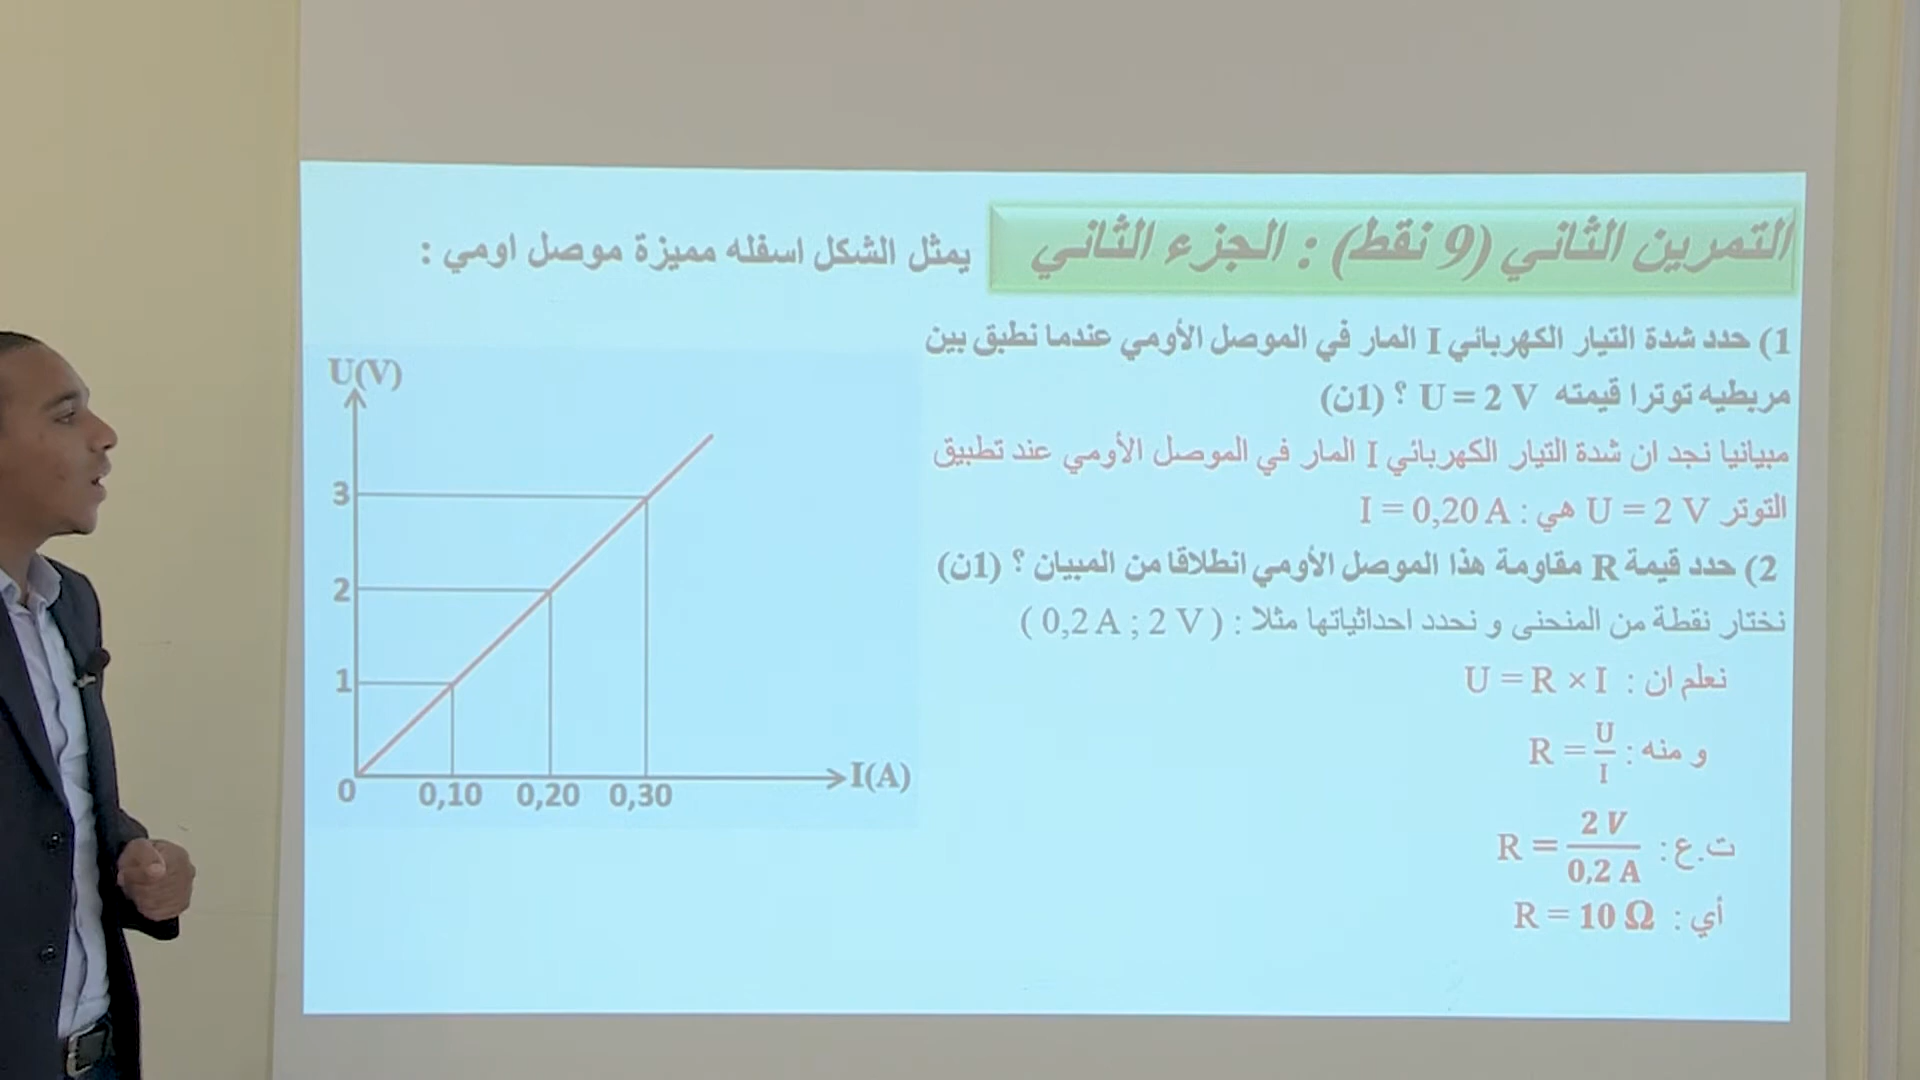 التمرين الثاني (9 نقط) : الجزء الثاني يمثل الشكل اسفله مميزة موصل اومي :
1) حدد شدة التيار الكهربائي I المار في الموصل الأومي عندما نطبق بين
مربطيه توترا قيمته U = 2 V ؟ (1ن)
مبيانيا نجد ان شدة التيار الكهربائي I المار في الموصل الأومي عند تطبيق
التوتر U = 2 V هي : I = 0,20 A
2) حدد قيمة R مقاومة هذا الموصل الأومي انطلاقا من المبيان ؟ (1ن)
نختار نقطة من المنحنى و نحدد احداثياتها مثلا : ( 0,2 A ; 2 V )
نعلم ان : U = R × I
و منه : R = U/I
ت.ع : R = 2 V / 0,2 A
أي : R = 10 Ω
U(V)
3
2
1
0 0,10 0,20 0,30 I(A)